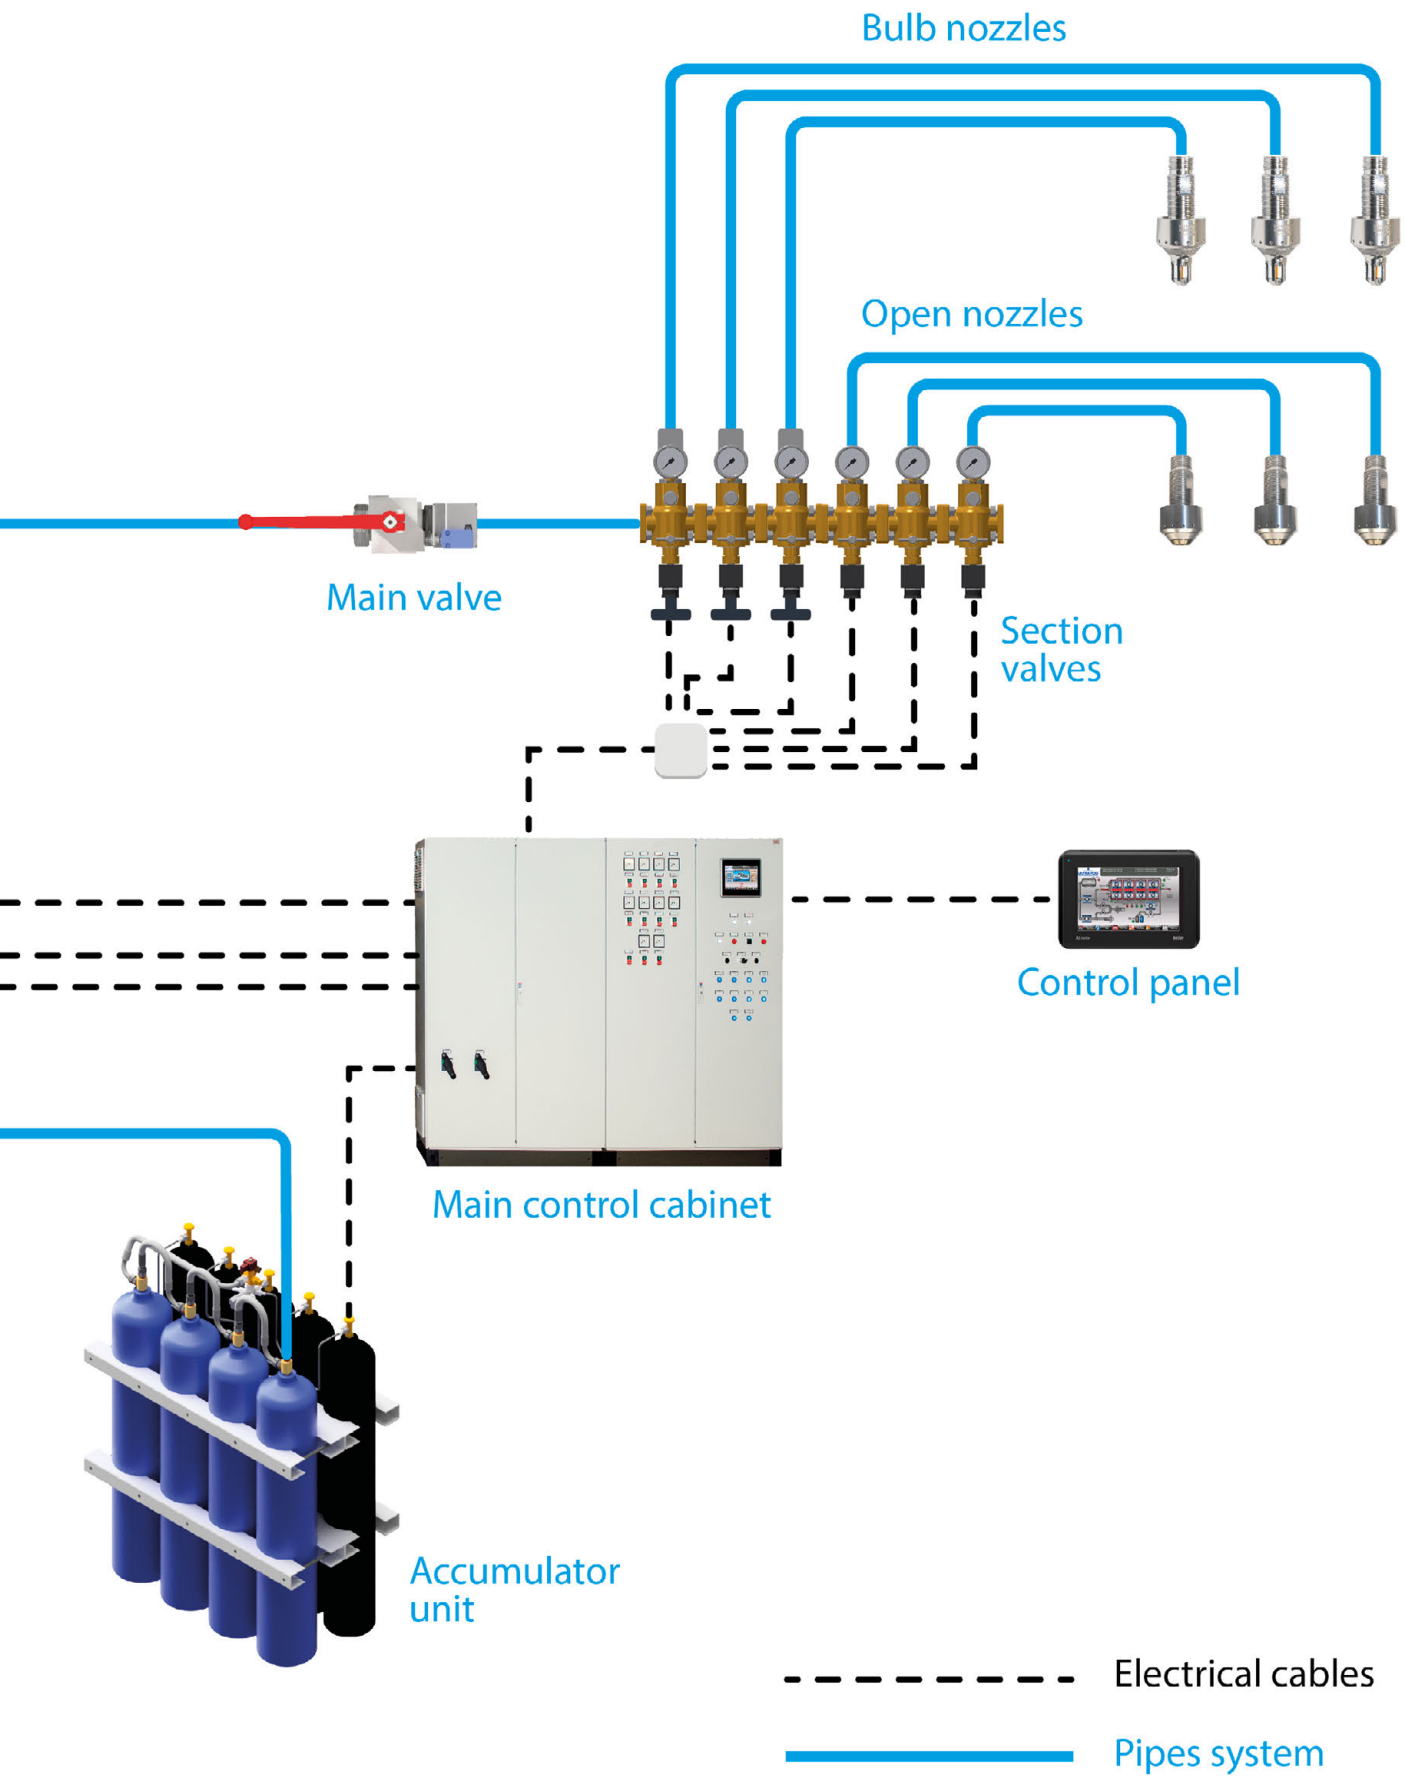 Bulb nozzles
Open nozzles
Main valve
Section
valves
Control panel
Main control cabinet
Accumulator
unit
Electrical cables
Pipes system